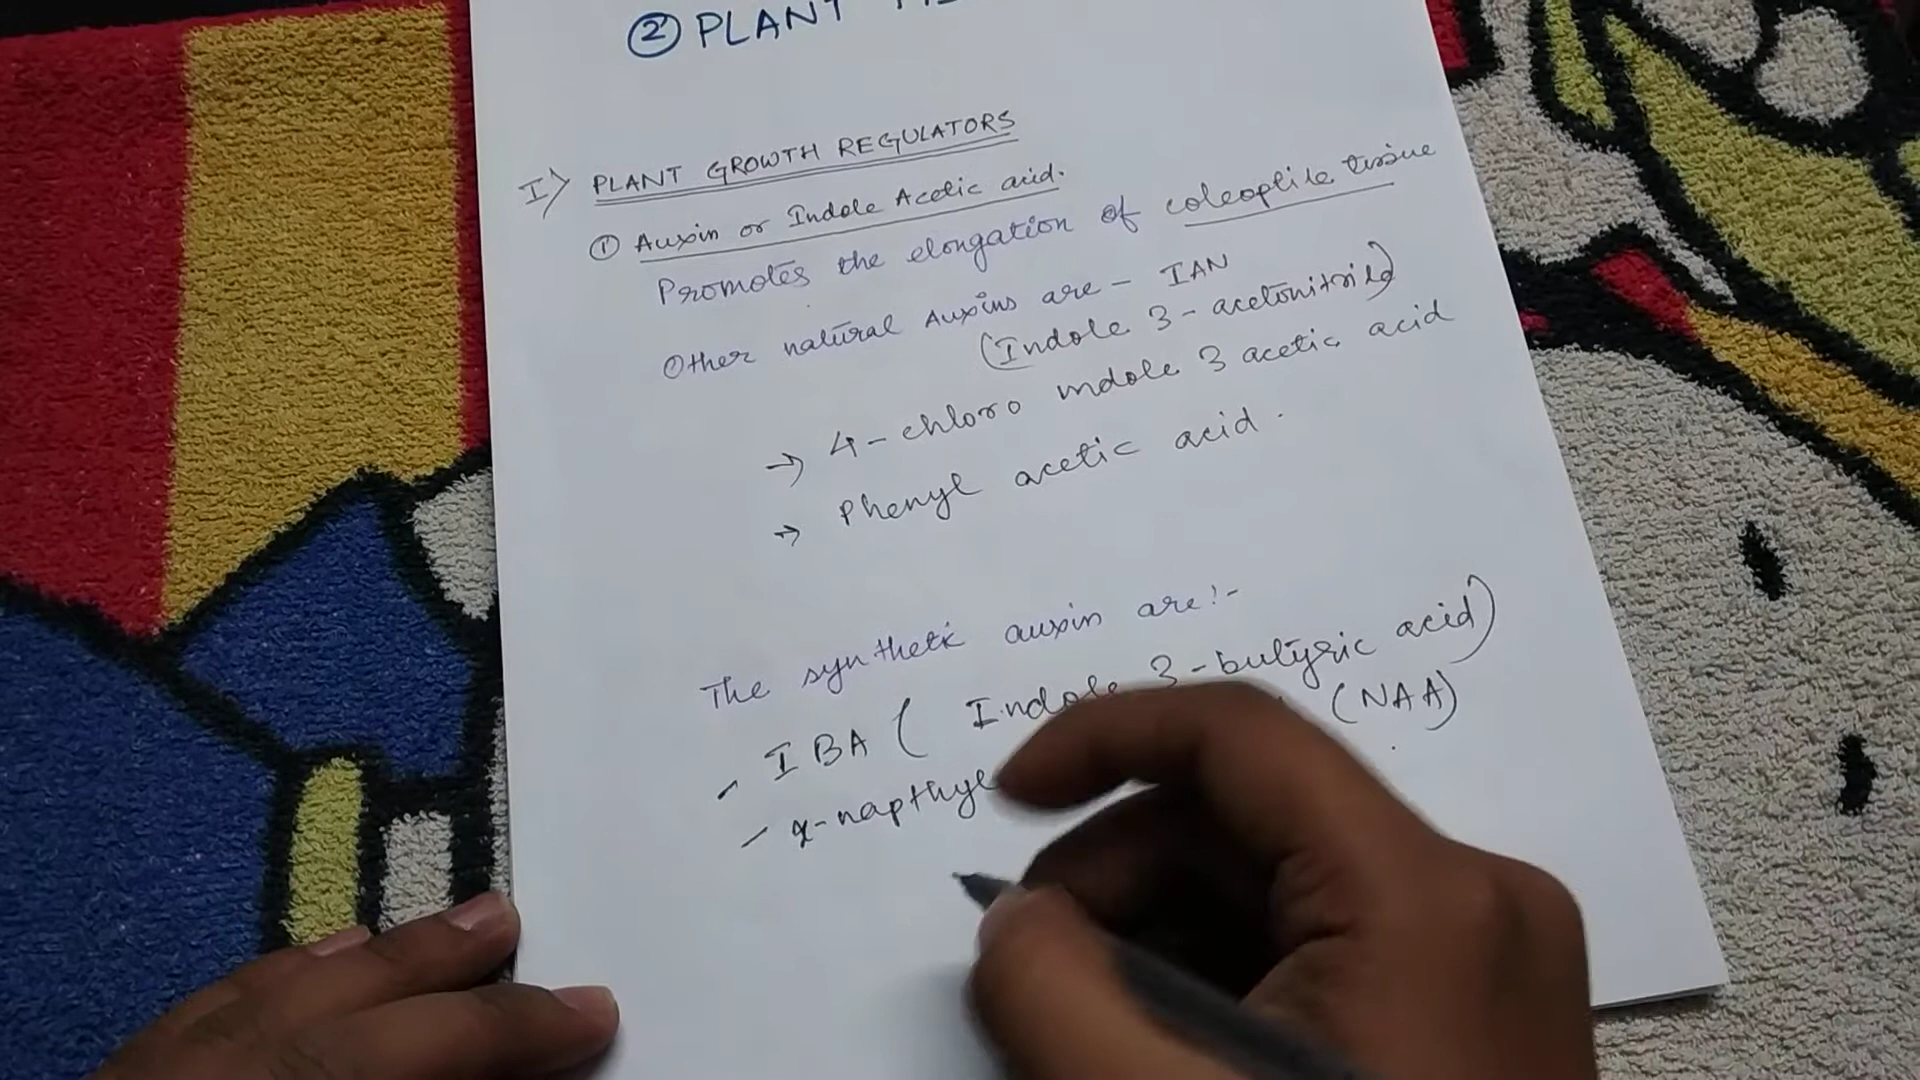 ② PLANT
I) PLANT GROWTH REGULATORS
① Auxin or Indole Acetic acid.
Promotes the elongation of coleoptile tissue
Other natural Auxins are - IAN
(Indole 3-acetonitrile)
→ 4-chloro indole 3 acetic acid
→ Phenyl acetic acid.
The synthetic auxin are:-
- IBA ( Indole 3-butyric acid)
- α-napthyl (NAA)